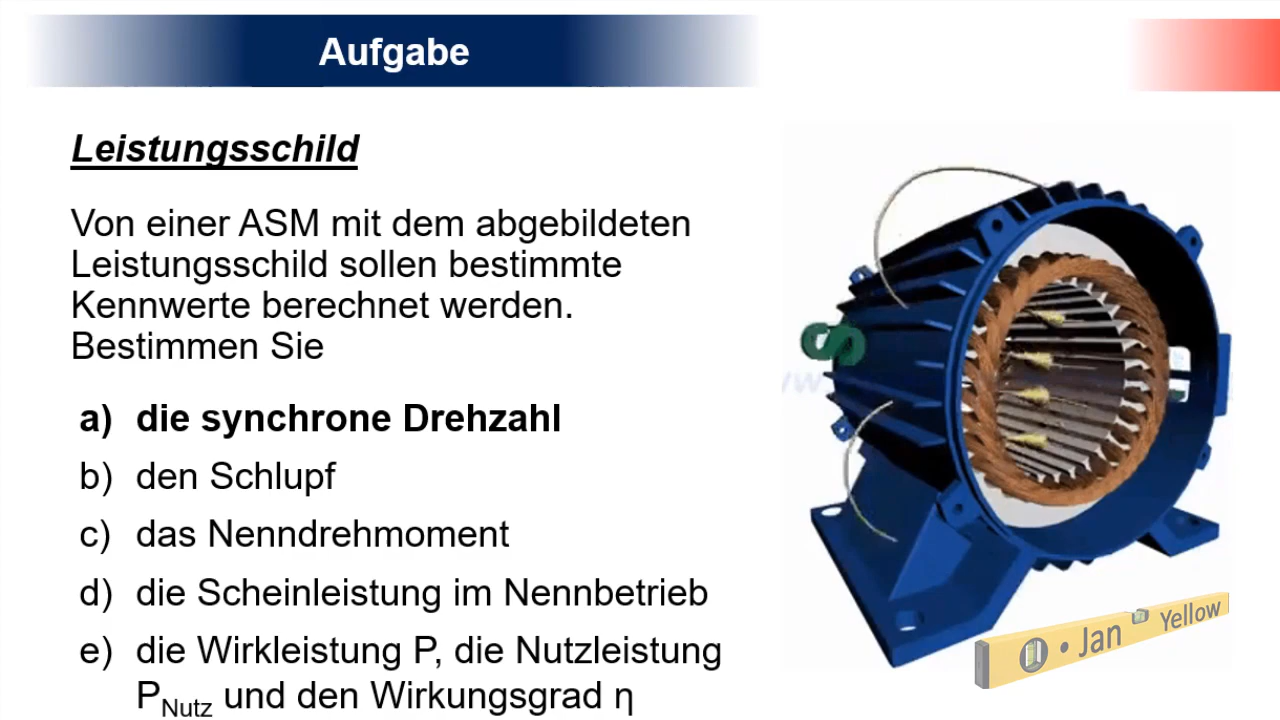 Aufgabe
Leistungsschild
Von einer ASM mit dem abgebildeten
Leistungsschild sollen bestimmte
Kennwerte berechnet werden.
Bestimmen Sie
a) die synchrone Drehzahl
b) den Schlupf
c) das Nenndrehmoment
d) die Scheinleistung im Nennbetrieb
e) die Wirkleistung P, die Nutzleistung
P_Nutz und den Wirkungsgrad η
• Jan Yellow